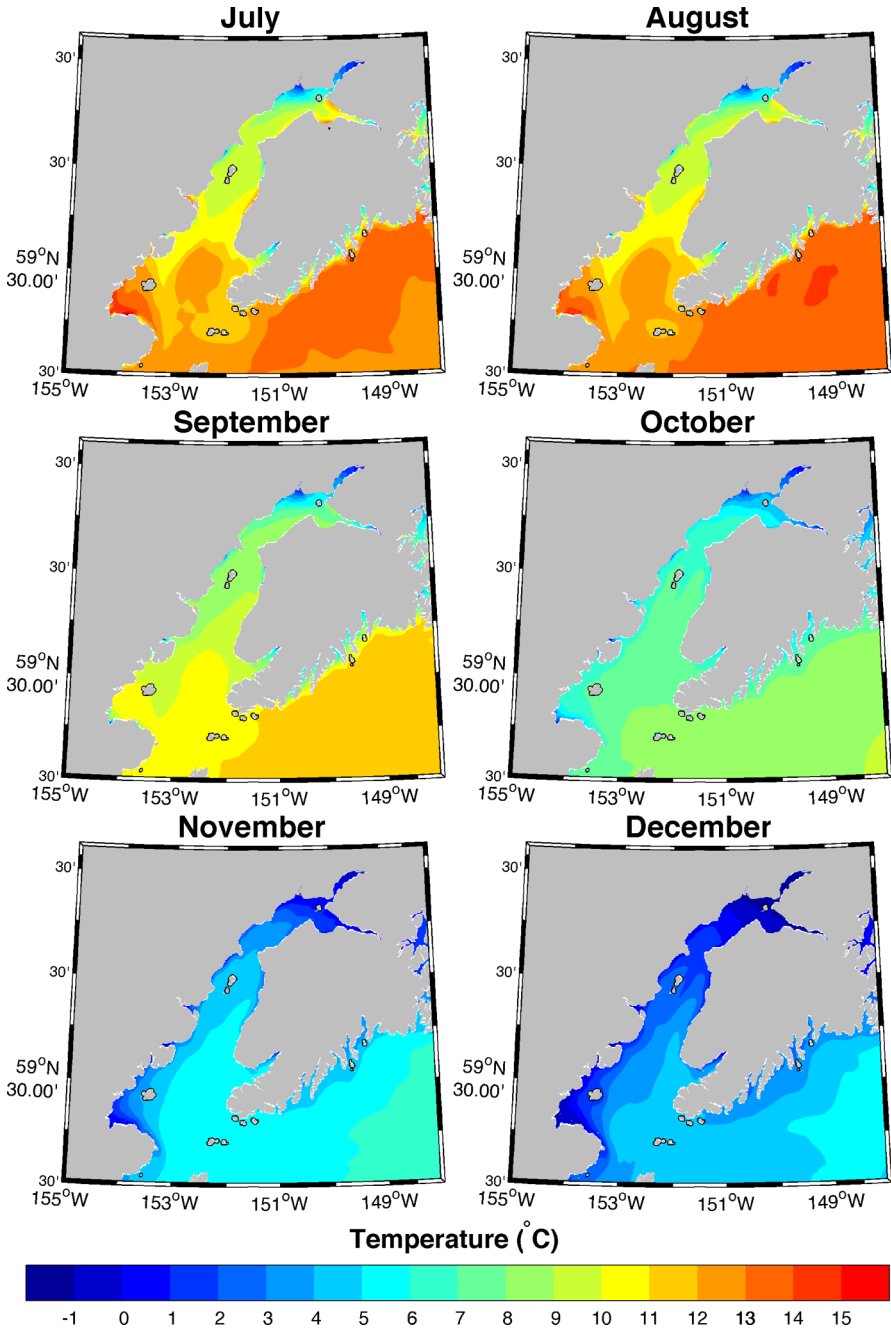 July
August
30'
30'
59°N
30.00'
30'
155°W
153°W
151°W
149°W
30'
30'
59°N
30.00'
30'
155°W
153°W
151°W
149°W
September
October
30'
30'
59°N
30.00'
30'
155°W
153°W
151°W
149°W
30'
30'
59°N
30.00'
30'
155°W
153°W
151°W
149°W
November
December
30'
30'
59°N
30.00'
30'
155°W
153°W
151°W
149°W
30'
30'
59°N
30.00'
30'
155°W
153°W
151°W
149°W
Temperature (°C)
-1 0 1 2 3 4 5 6 7 8 9 10 11 12 13 14 15